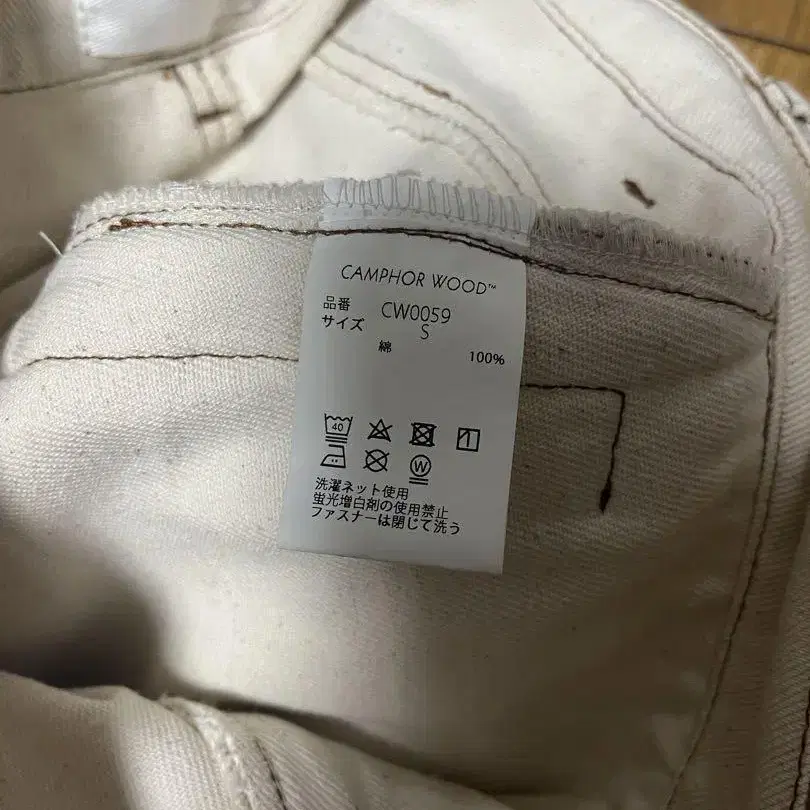 CAMPHOR WOOD™
品番 CW0059
サイズ S
綿 100%
40
W
洗濯ネット使用
蛍光増白剤の使用禁止
ファスナーは閉じて洗う